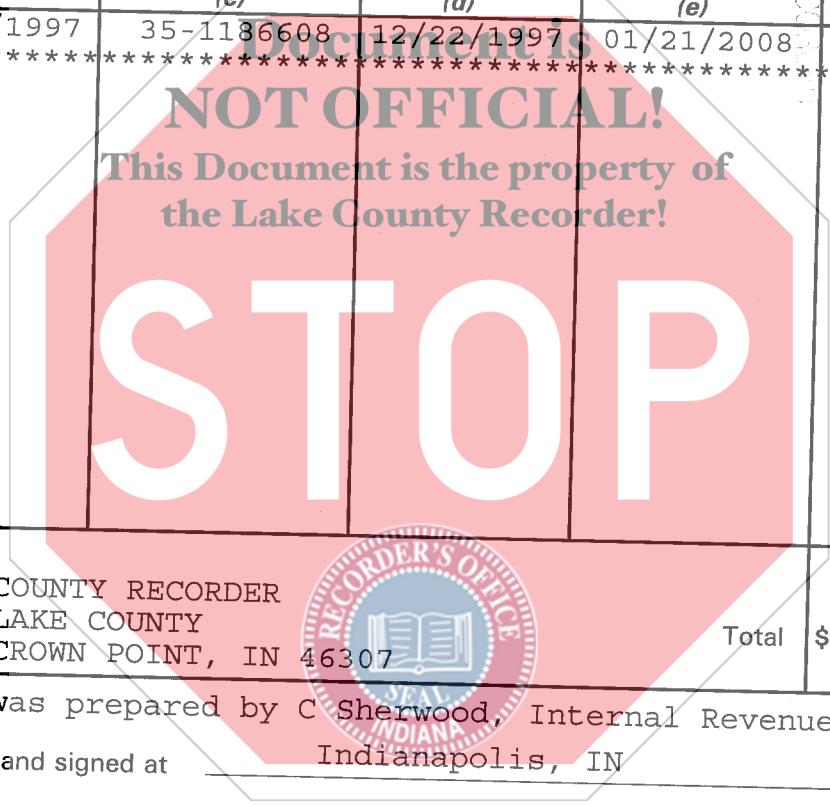 (c) (d) (e)
1997 35-1186608 12/22/1997 01/21/2008
Document is
************************************************
NOT OFFICIAL!
This Document is the property of
the Lake County Recorder!
STOP
RECORDER'S OFFICE
SEAL
INDIANA
COUNTY RECORDER
LAKE COUNTY
CROWN POINT, IN 46307
Total $
was prepared by C Sherwood, Internal Revenue
and signed at Indianapolis, IN